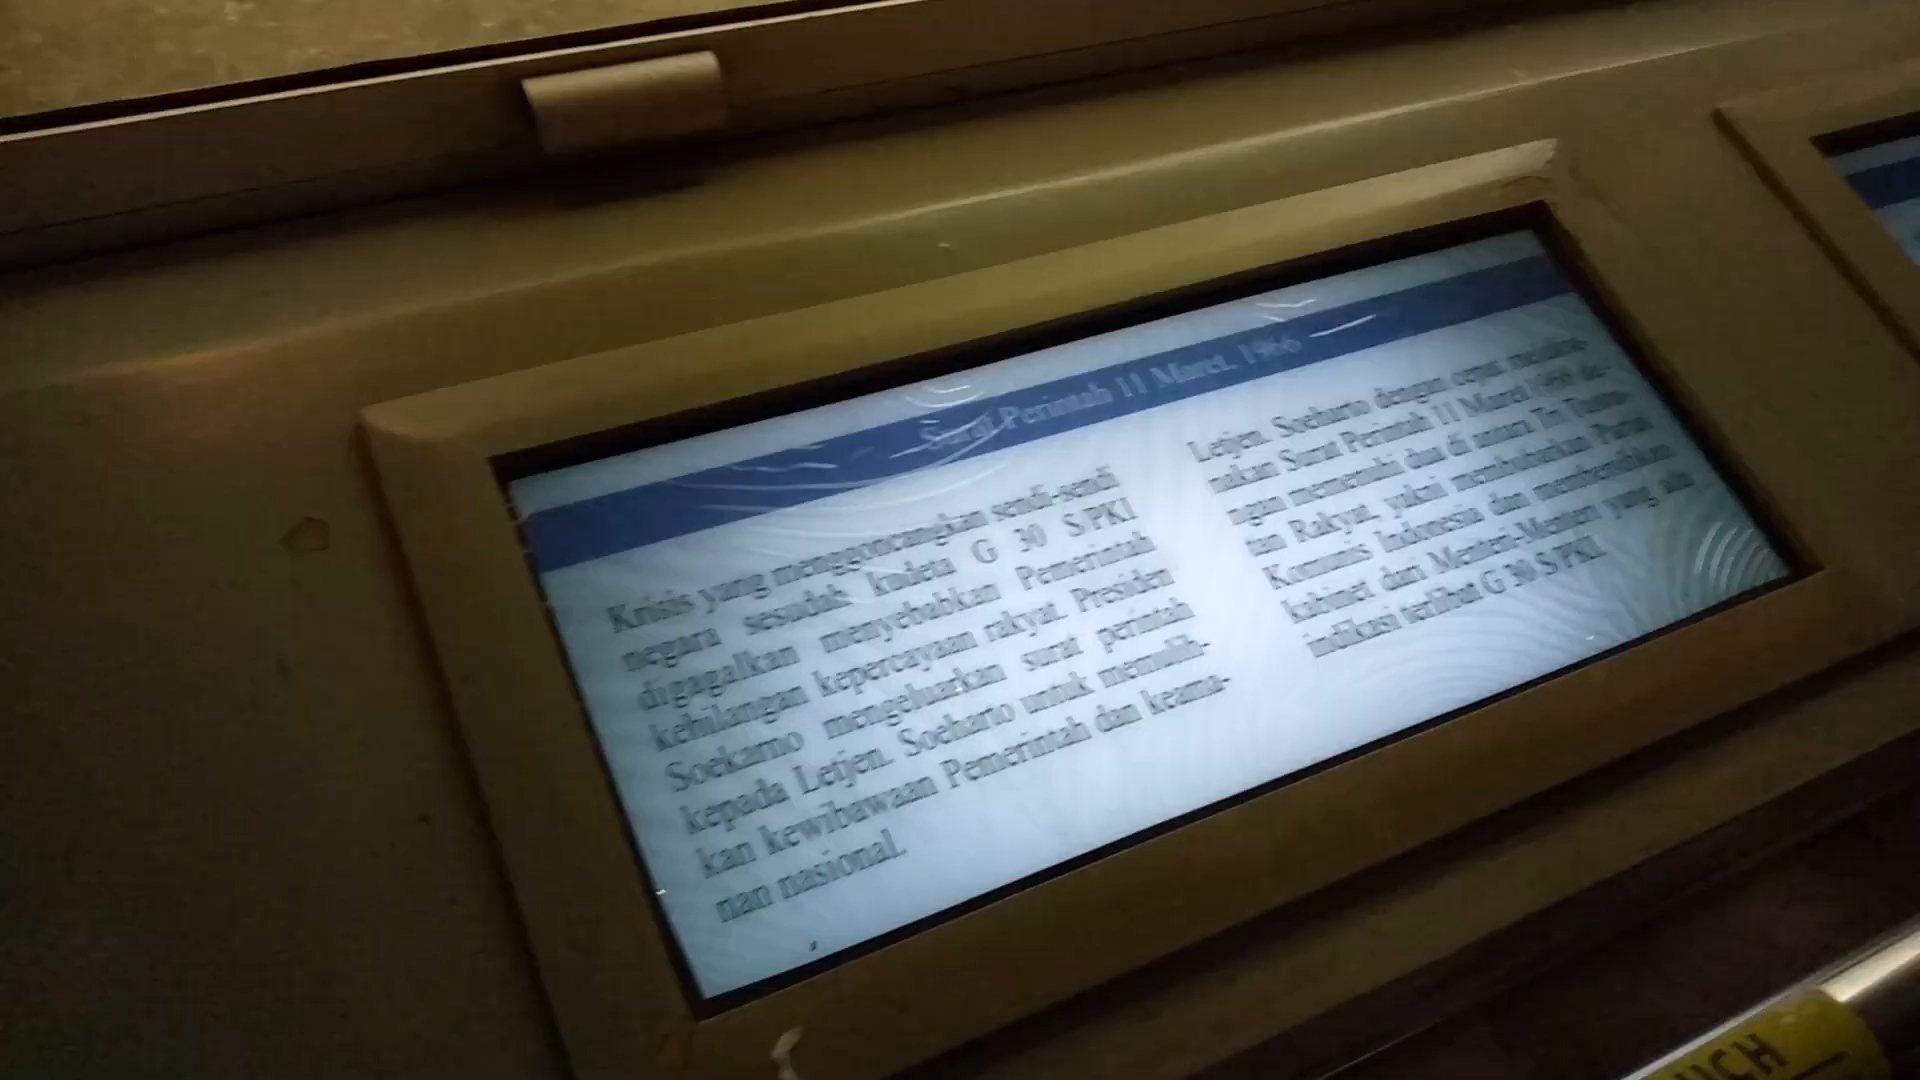 Surat Perintah 11 Maret, 1966
Krisis yang menggoncangkan sendi-sendi
negara sesudah kudeta G 30 S/PKI
digagalkan menyebabkan Pemerintah
kehilangan kepercayaan rakyat. Presiden
Soekarno mengeluarkan surat perintah
kepada Letjen. Soeharto untuk memulih-
kan kewibawaan Pemerintah dan keama-
nan nasional.
Letjen. Soeharto dengan cepat melaksa-
nakan Surat Perintah 11 Maret 1966 de-
ngan memenuhi dua di antara Tri Tuntu-
tan Rakyat, yakni membubarkan Partai
Komunis Indonesia dan membersihkan
kabinet dari Menteri-Menteri yang ada
indikasi terlibat G 30 S/PKI.